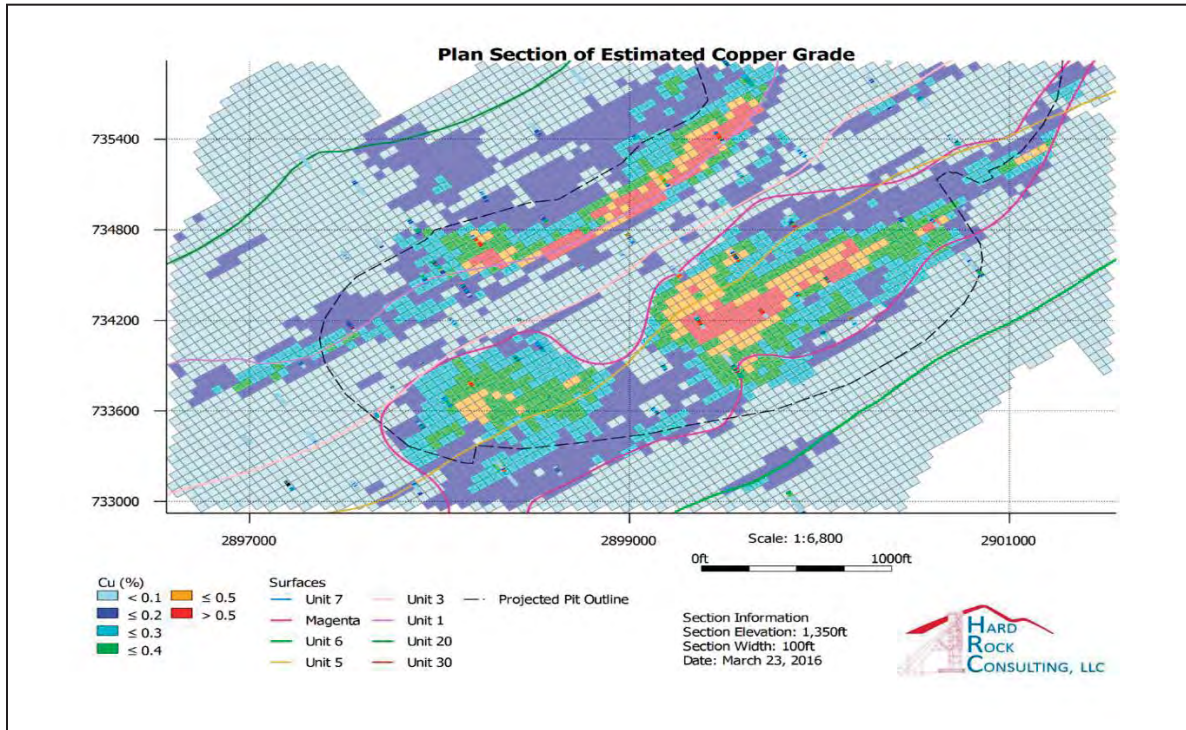 Plan Section of Estimated Copper Grade
735400
734800
734200
733600
733000
2897000
2899000
2901000
Scale: 1:6,800
0ft
1000ft
Cu (%)
< 0.1
≤ 0.5
≤ 0.2
> 0.5
≤ 0.3
≤ 0.4
Surfaces
Unit 7
Unit 3
Projected Pit Outline
Magenta
Unit 1
Unit 6
Unit 20
Unit 5
Unit 30
Section Information
Section Elevation: 1,350ft
Section Width: 100ft
Date: March 23, 2016
HARD
ROCK
CONSULTING, LLC